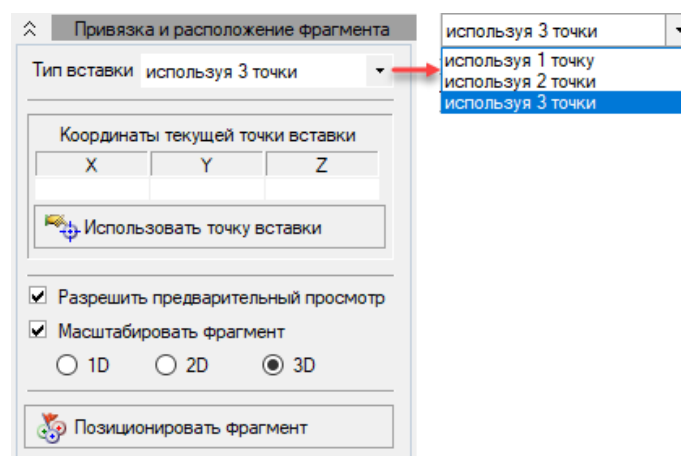 Привязка и расположение фрагмента
Тип вставки используя 3 точки
Координаты текущей точки вставки
X Y Z
Использовать точку вставки
Разрешить предварительный просмотр
Масштабировать фрагмент
1D 2D 3D
Позиционировать фрагмент
используя 3 точки
используя 1 точку
используя 2 точки
используя 3 точки